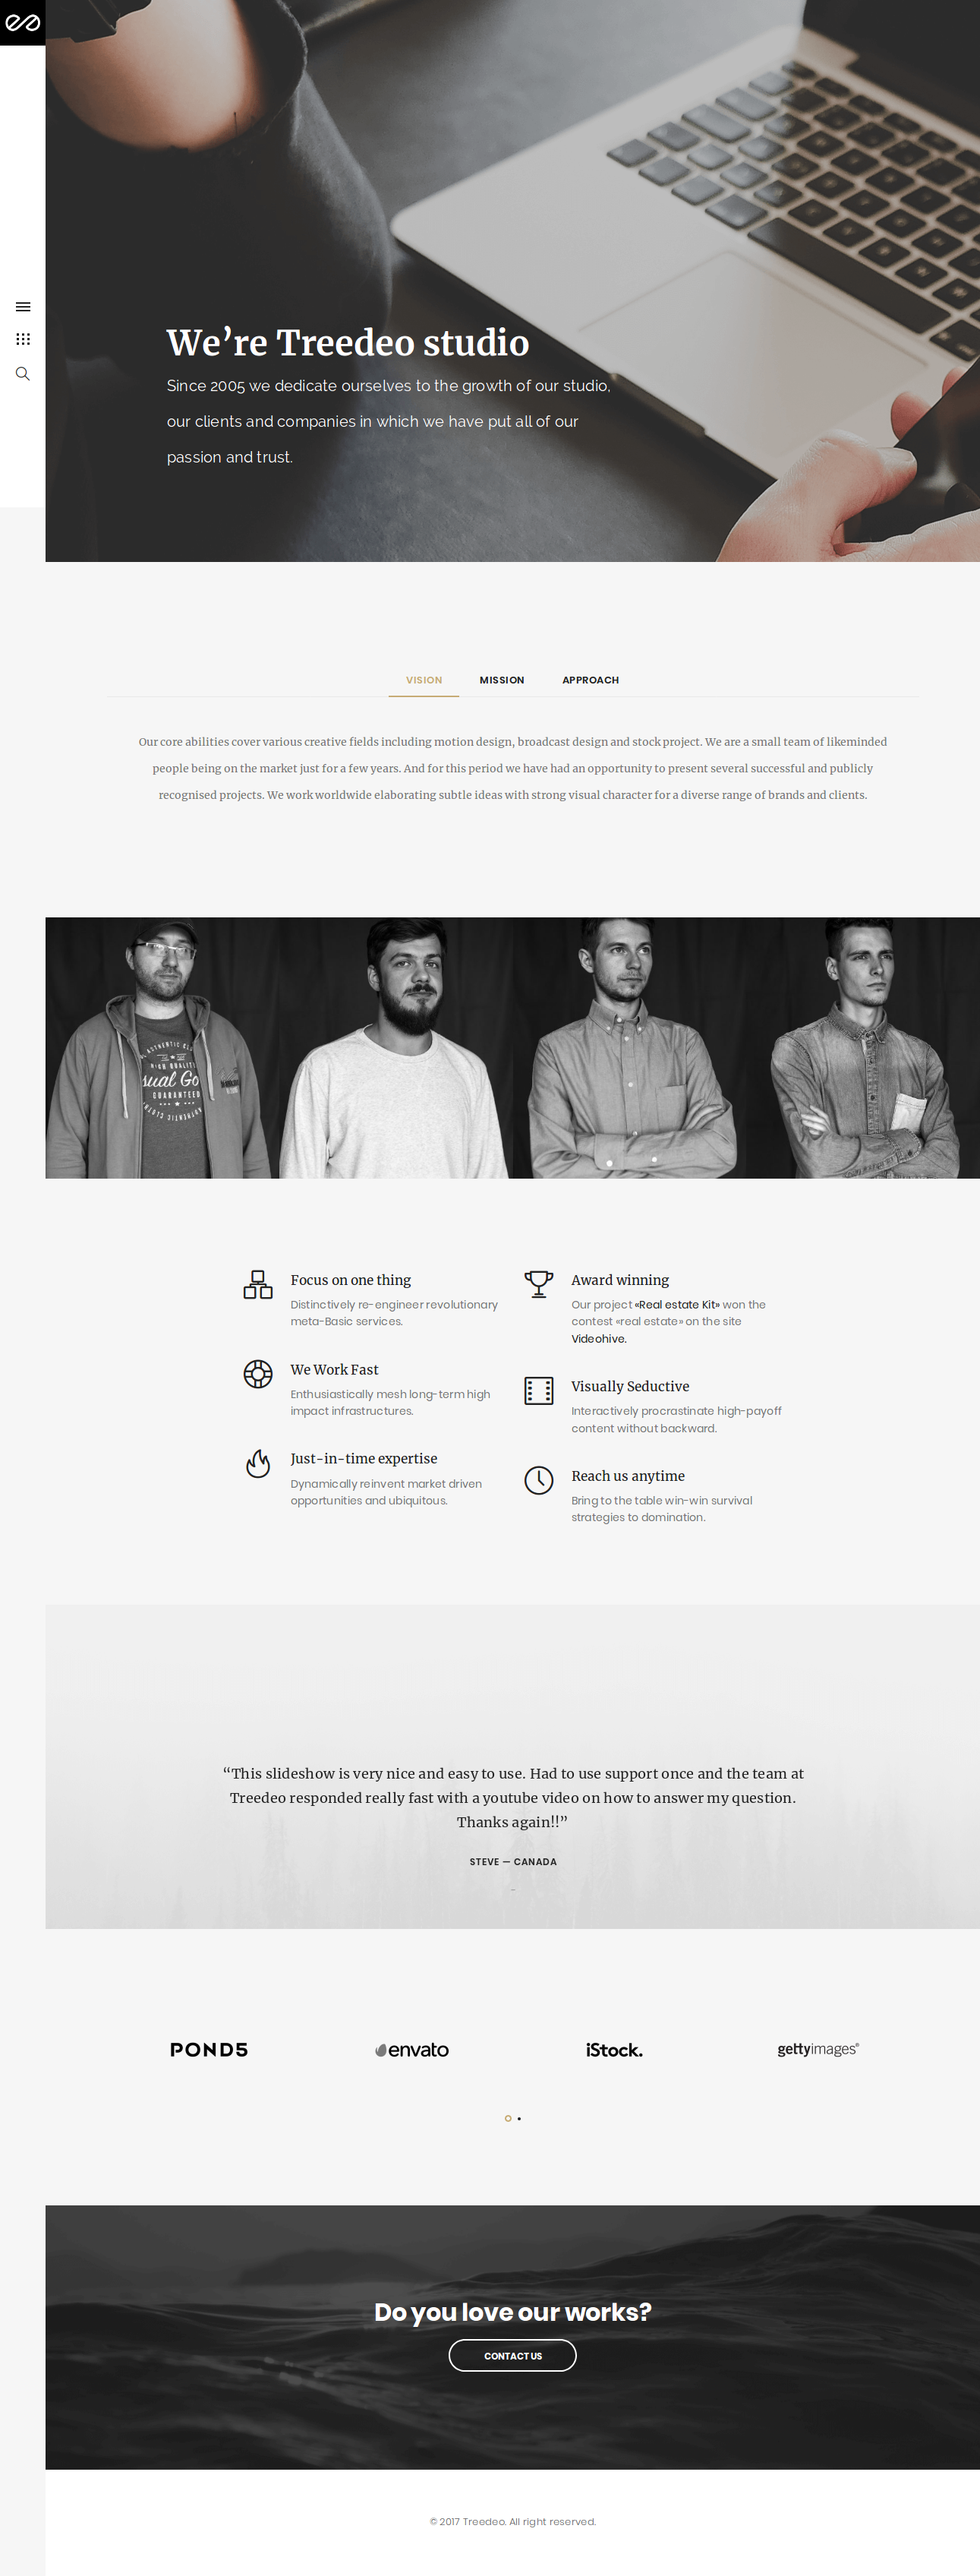 We’re Treedeo studio
Since 2005 we dedicate ourselves to the growth of our studio,
our clients and companies in which we have put all of our
passion and trust.
VISION
MISSION
APPROACH
Our core abilities cover various creative fields including motion design, broadcast design and stock project. We are a small team of likeminded
people being on the market just for a few years. And for this period we have had an opportunity to present several successful and publicly
recognised projects. We work worldwide elaborating subtle ideas with strong visual character for a diverse range of brands and clients.
AUTHENTIC
HIGH QUALITY
sual Go
GUARANTEED
Focus on one thing
Distinctively re-engineer revolutionary
meta-Basic services.
We Work Fast
Enthusiastically mesh long-term high
impact infrastructures.
Just-in-time expertise
Dynamically reinvent market driven
opportunities and ubiquitous.
Award winning
Our project «Real estate Kit» won the
contest «real estate» on the site
Videohive.
Visually Seductive
Interactively procrastinate high-payoff
content without backward.
Reach us anytime
Bring to the table win-win survival
strategies to domination.
“This slideshow is very nice and easy to use. Had to use support once and the team at
Treedeo responded really fast with a youtube video on how to answer my question.
Thanks again!!”
STEVE — CANADA
POND5
envato
iStock.
gettyimages®
Do you love our works?
CONTACT US
© 2017 Treedeo. All right reserved.